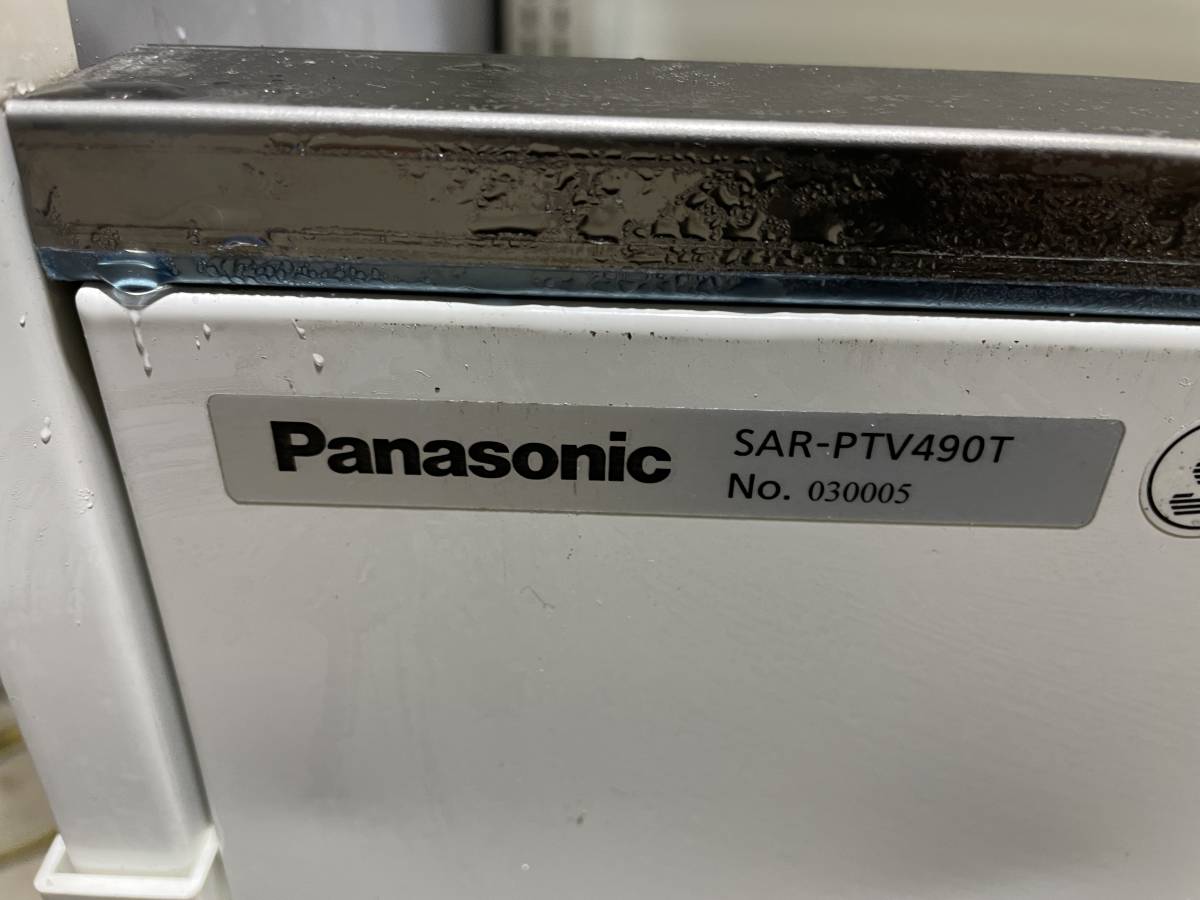 Panasonic
SAR-PTV490T
No. 030005